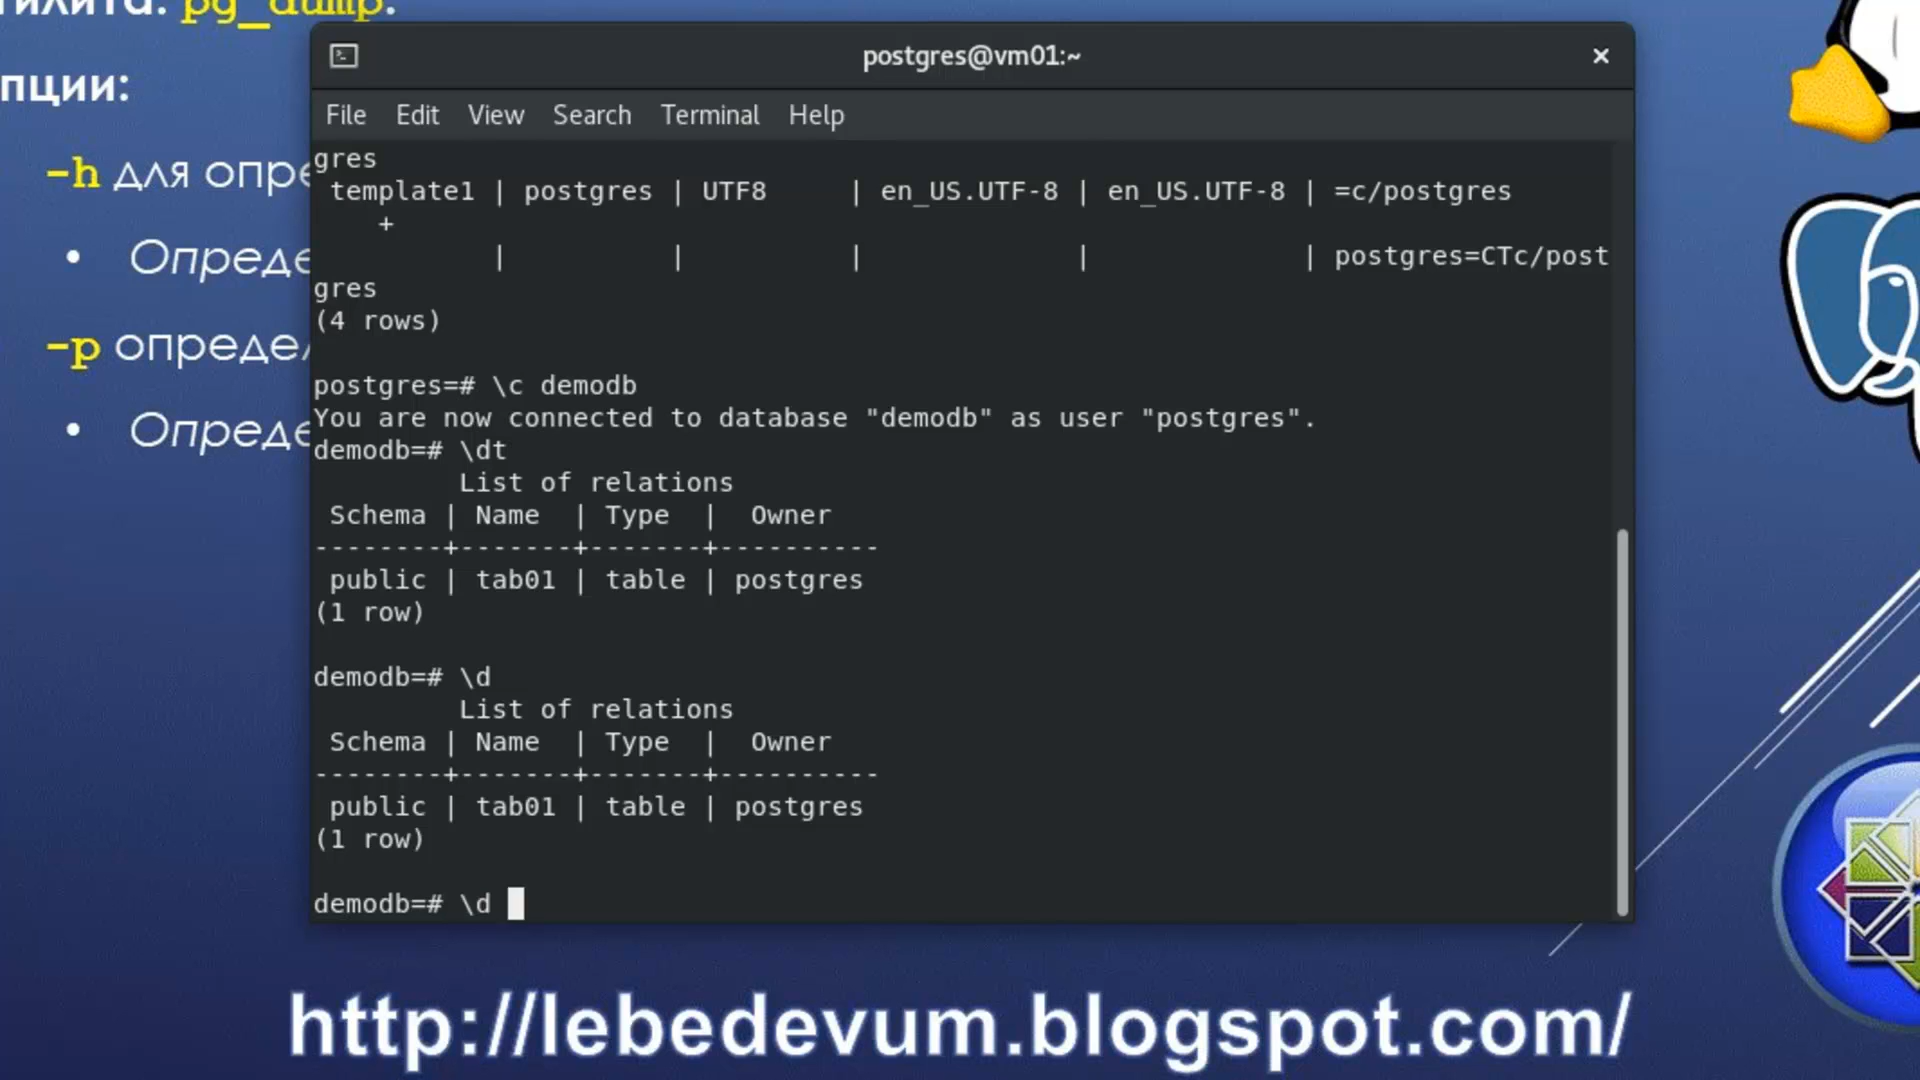 pg_dump.
пции:
-h для опре
• Опреде
-p определ
• Опреде
postgres@vm01:~
File Edit View Search Terminal Help
gres
template1 | postgres | UTF8 | en_US.UTF-8 | en_US.UTF-8 | =c/postgres
+
| | | | | postgres=CTc/post
gres
(4 rows)
postgres=# \c demodb
You are now connected to database "demodb" as user "postgres".
demodb=# \dt
List of relations
Schema | Name | Type | Owner
--------+-------+-------+----------
public | tab01 | table | postgres
(1 row)
demodb=# \d
List of relations
Schema | Name | Type | Owner
--------+-------+-------+----------
public | tab01 | table | postgres
(1 row)
demodb=# \d
http://lebedevum.blogspot.com/